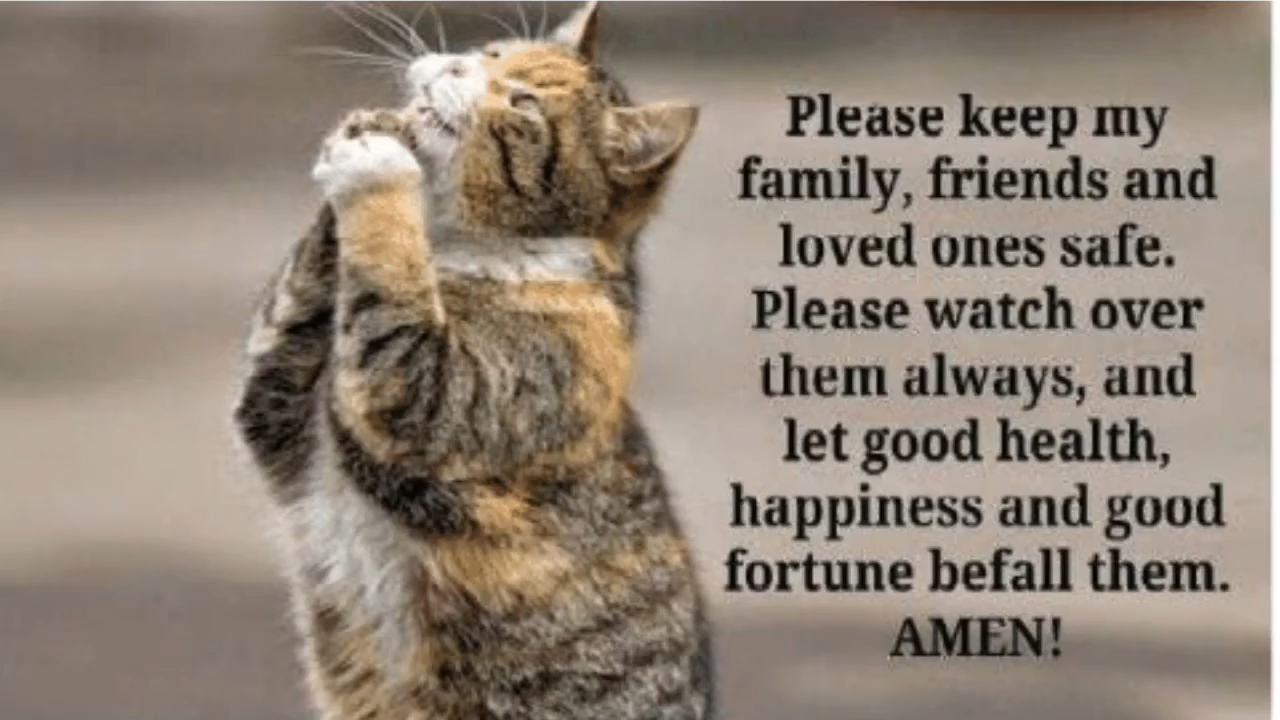 Please keep my
family, friends and
loved ones safe.
Please watch over
them always, and
let good health,
happiness and good
fortune befall them.
AMEN!